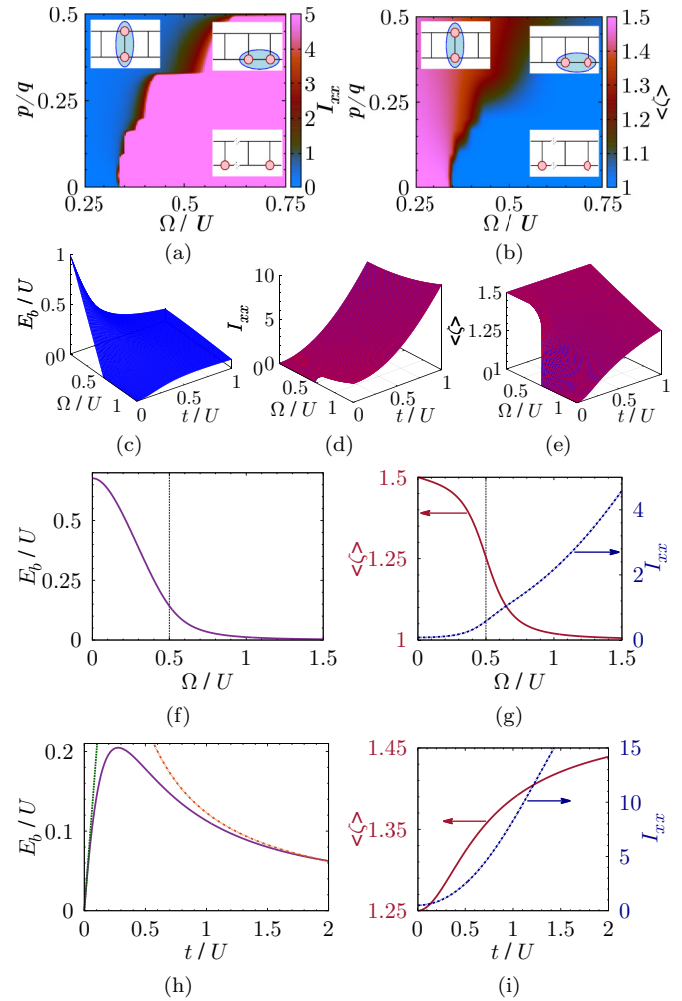 0.5
0.25
0
p/q
0.25
0.5
0.75
Ω/U
5
4
3
2
1
0
I_xx
(a)
0.5
0.25
0
p/q
0.25
0.5
0.75
Ω/U
1.5
1.4
1.3
1.2
1.1
1
<ζ>
(b)
1
0.5
0
E_b/U
0
0.5
1
Ω/U
0
1
t/U
(c)
10
5
0
I_xx
0
0.5
1
Ω/U
0
1
t/U
(d)
1.5
1.25
1
<ζ>
0
0.5
1
Ω/U
0
1
t/U
(e)
0.5
0.25
0
E_b/U
0
0.5
1
1.5
Ω/U
(f)
1.5
1.25
1
<ζ>
0
0.5
1
1.5
Ω/U
4
2
0
I_xx
(g)
0.2
0.1
0
E_b/U
0
0.5
1
1.5
2
t/U
(h)
1.45
1.35
1.25
<ζ>
0
0.5
1
1.5
2
t/U
15
10
5
0
I_xx
(i)